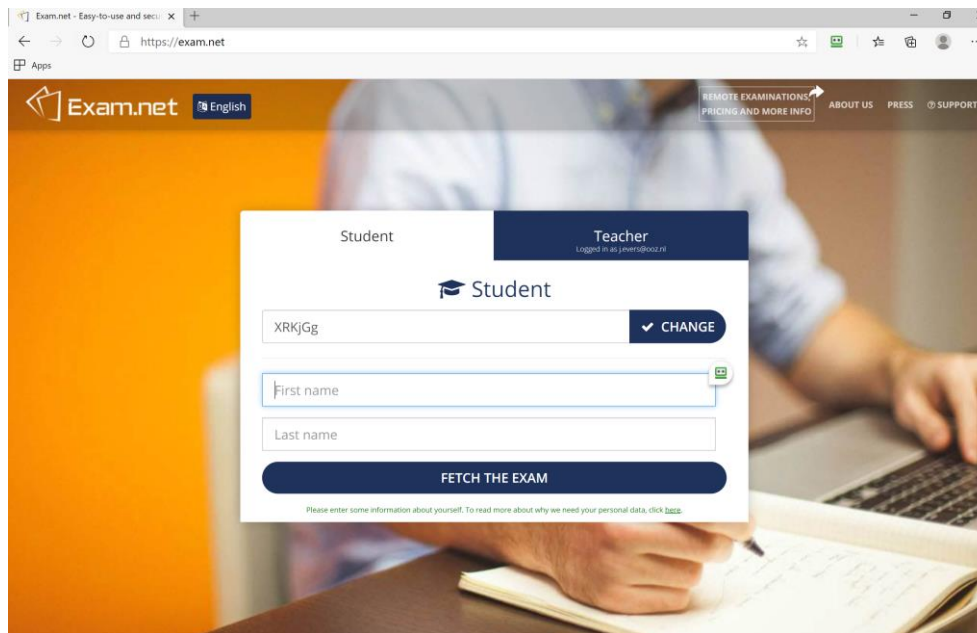 Exam.net - Easy-to-use and secu
https://exam.net
Apps
Exam.net
English
REMOTE EXAMINATIONS,
PRICING AND MORE INFO
ABOUT US
PRESS
SUPPORT
Student
Teacher
Logged in as j.evers@ooz.nl
Student
XRKjGg
CHANGE
First name
Last name
FETCH THE EXAM
Please enter some information about yourself. To read more about why we need your personal data, click here.